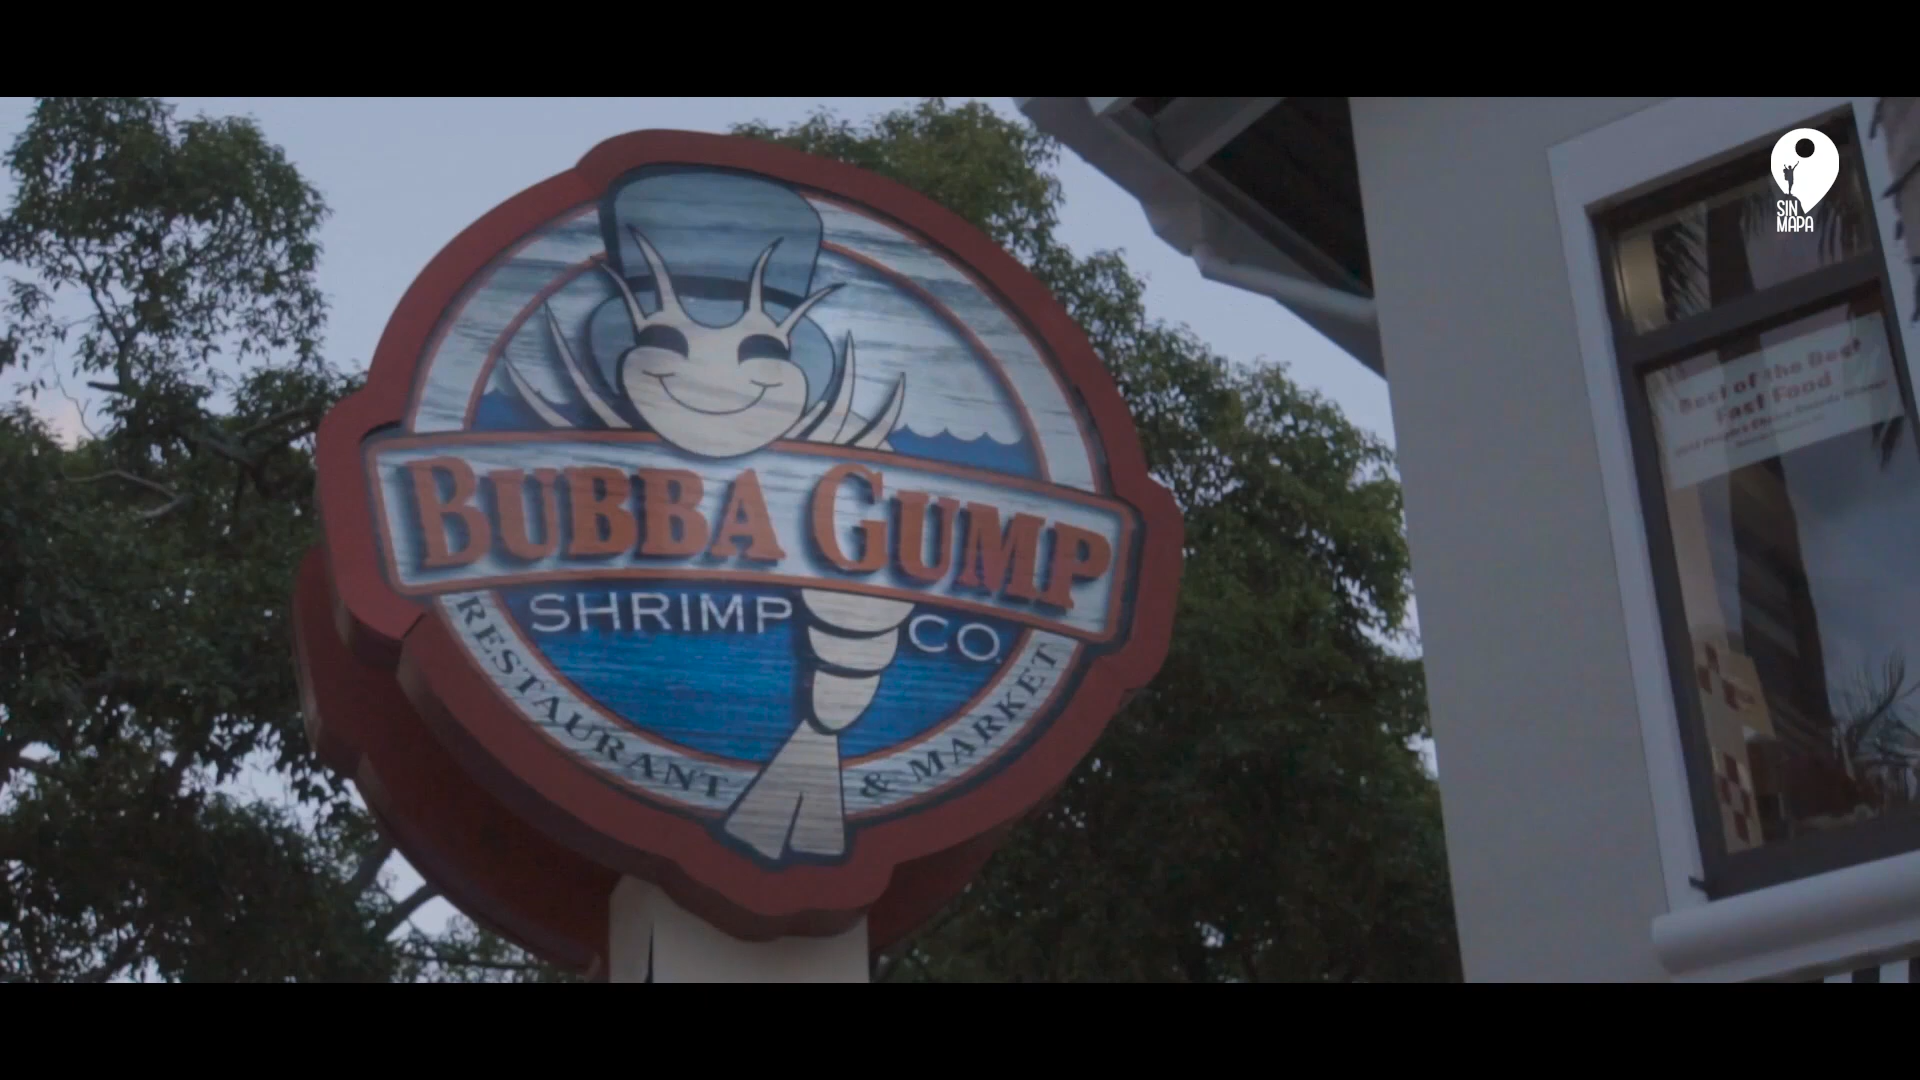 SIN
MAPA
BUBBA GUMP
SHRIMP CO.
RESTAURANT & MARKET
Best of the Best
Fast Food